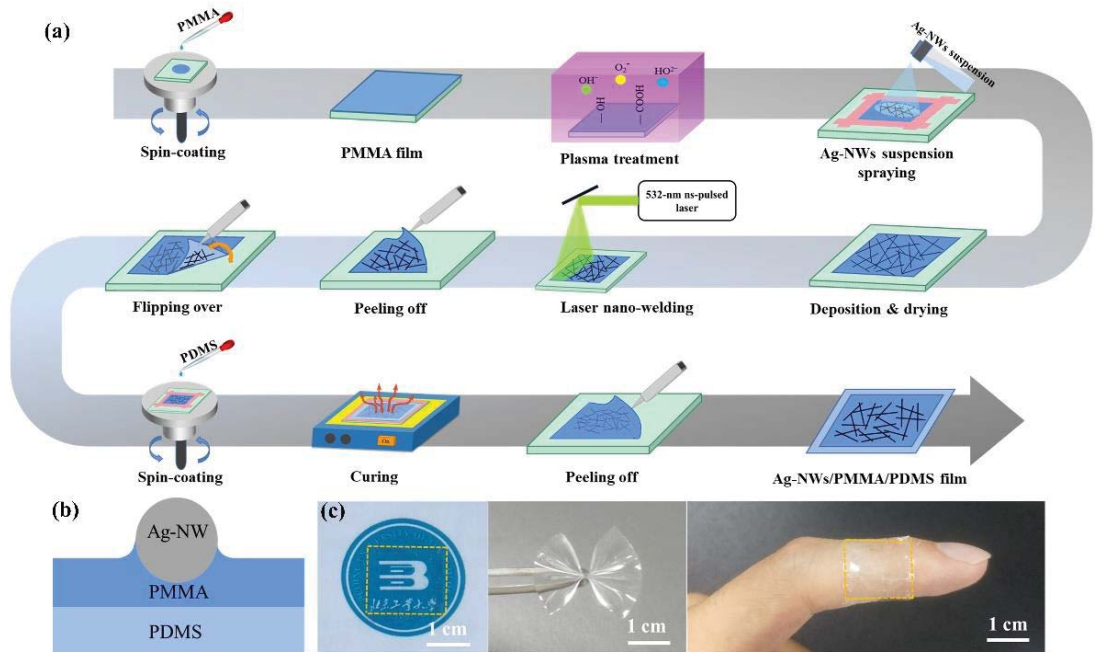 (a)
PMMA
Spin-coating
PMMA film
OH⁻
O₂⁺
HO²⁻
— OH
— COOH
Plasma treatment
Ag-NWs suspension
Ag-NWs suspension
spraying
Flipping over
Peeling off
532-nm ns-pulsed
laser
Laser nano-welding
Deposition & drying
PDMS
Spin-coating
On
Curing
Peeling off
Ag-NWs/PMMA/PDMS film
(b)
Ag-NW
PMMA
PDMS
(c)
1 cm
1 cm
1 cm